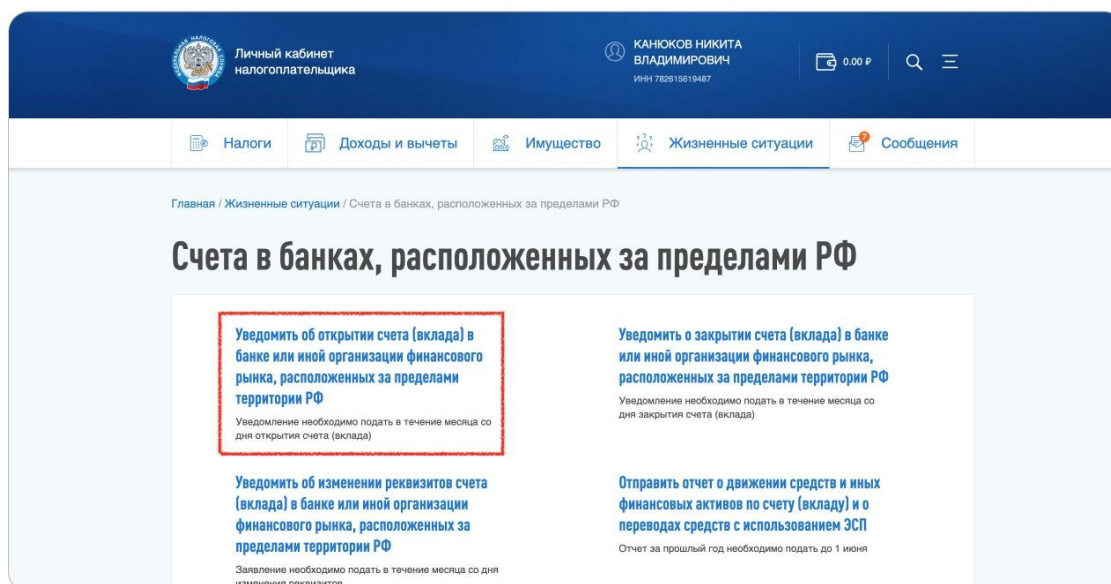 Личный кабинет
налогоплательщика
КАНЮКОВ НИКИТА
ВЛАДИМИРОВИЧ
ИНН 782615619487
0.00 ₽
Налоги
Доходы и вычеты
Имущество
Жизненные ситуации
7
Сообщения
Главная / Жизненные ситуации / Счета в банках, расположенных за пределами РФ
Счета в банках, расположенных за пределами РФ
Уведомить об открытии счета (вклада) в
банке или иной организации финансового
рынка, расположенных за пределами
территории РФ
Уведомление необходимо подать в течение месяца со
дня открытия счета (вклада)
Уведомить о закрытии счета (вклада) в банке
или иной организации финансового рынка,
расположенных за пределами территории РФ
Уведомление необходимо подать в течение месяца со
дня закрытия счета (вклада)
Уведомить об изменении реквизитов счета
(вклада) в банке или иной организации
финансового рынка, расположенных за
пределами территории РФ
Заявление необходимо подать в течение месяца со дня
изменения реквизитов
Отправить отчет о движении средств и иных
финансовых активов по счету (вкладу) и о
переводах средств с использованием ЭСП
Отчет за прошлый год необходимо подать до 1 июня